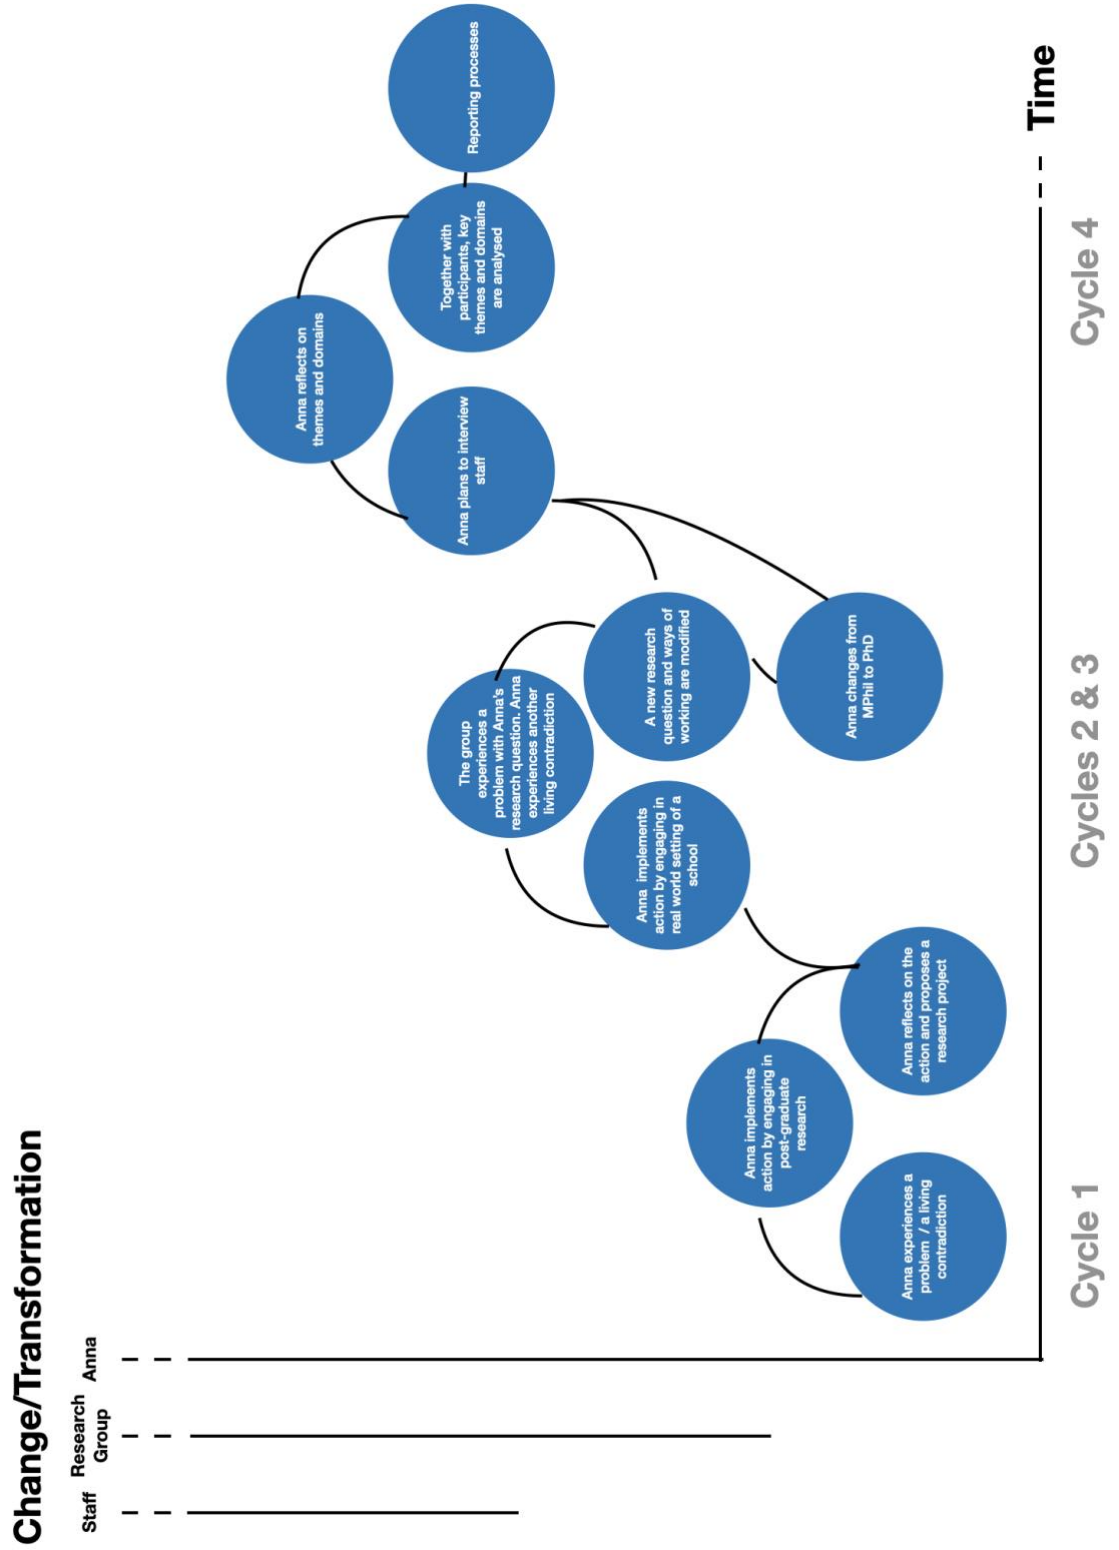 Change/Transformation
Staff
Research
Group
Anna
Anna experiences a
problem / a living
contradiction
Anna implements
action by engaging in
post-graduate
research
Anna reflects on the
action and proposes a
research project
Anna implements
action by engaging in
real world setting of a
school
The group
experiences a
problem with Anna's
research question. Anna
experiences another
living contradiction
A new research
question and ways of
working are modified
Anna changes from
MPhil to PhD
Anna plans to interview
staff
Anna reflects on
themes and domains
Together with
participants, key
themes and domains
are analysed
Reporting processes
Time
Cycle 1
Cycles 2 & 3
Cycle 4